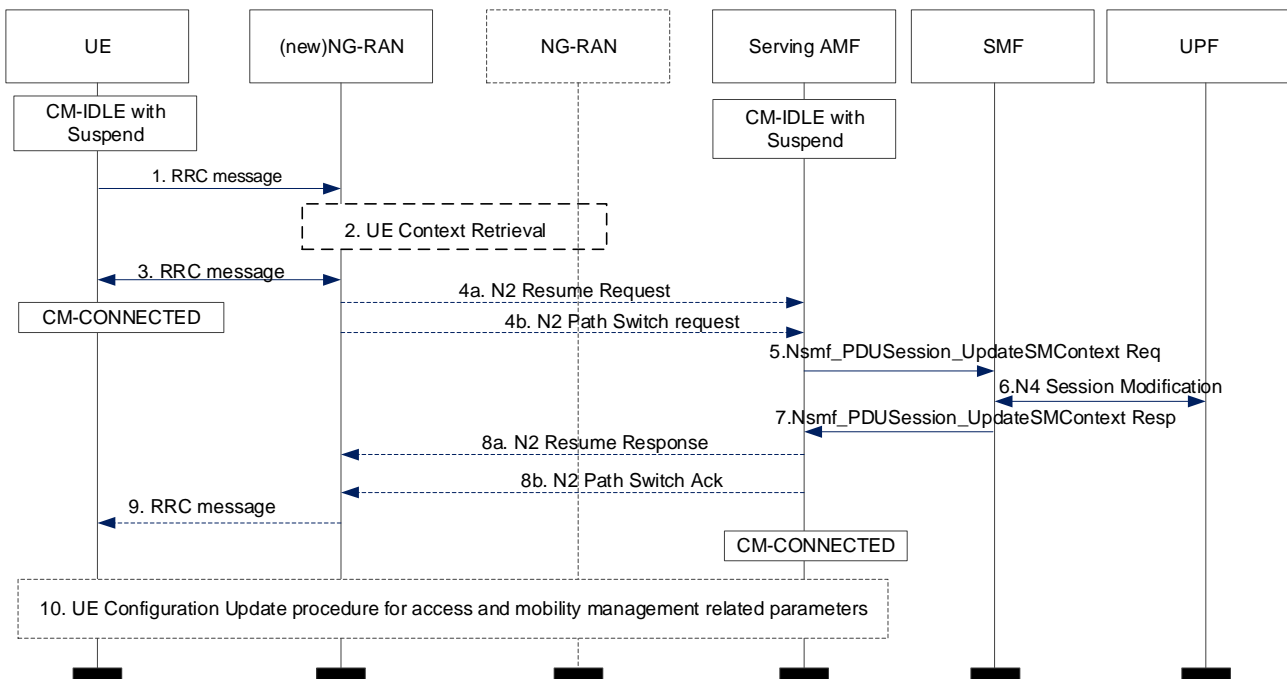 UE
(new)NG-RAN
NG-RAN
Serving AMF
SMF
UPF
CM-IDLE with
Suspend
CM-IDLE with
Suspend
1. RRC message
2. UE Context Retrieval
3. RRC message
4a. N2 Resume Request
CM-CONNECTED
4b. N2 Path Switch request
5.Nsmf_PDUSession_UpdateSMContext Req
6.N4 Session Modification
7.Nsmf_PDUSession_UpdateSMContext Resp
8a. N2 Resume Response
8b. N2 Path Switch Ack
9. RRC message
CM-CONNECTED
10. UE Configuration Update procedure for access and mobility management related parameters